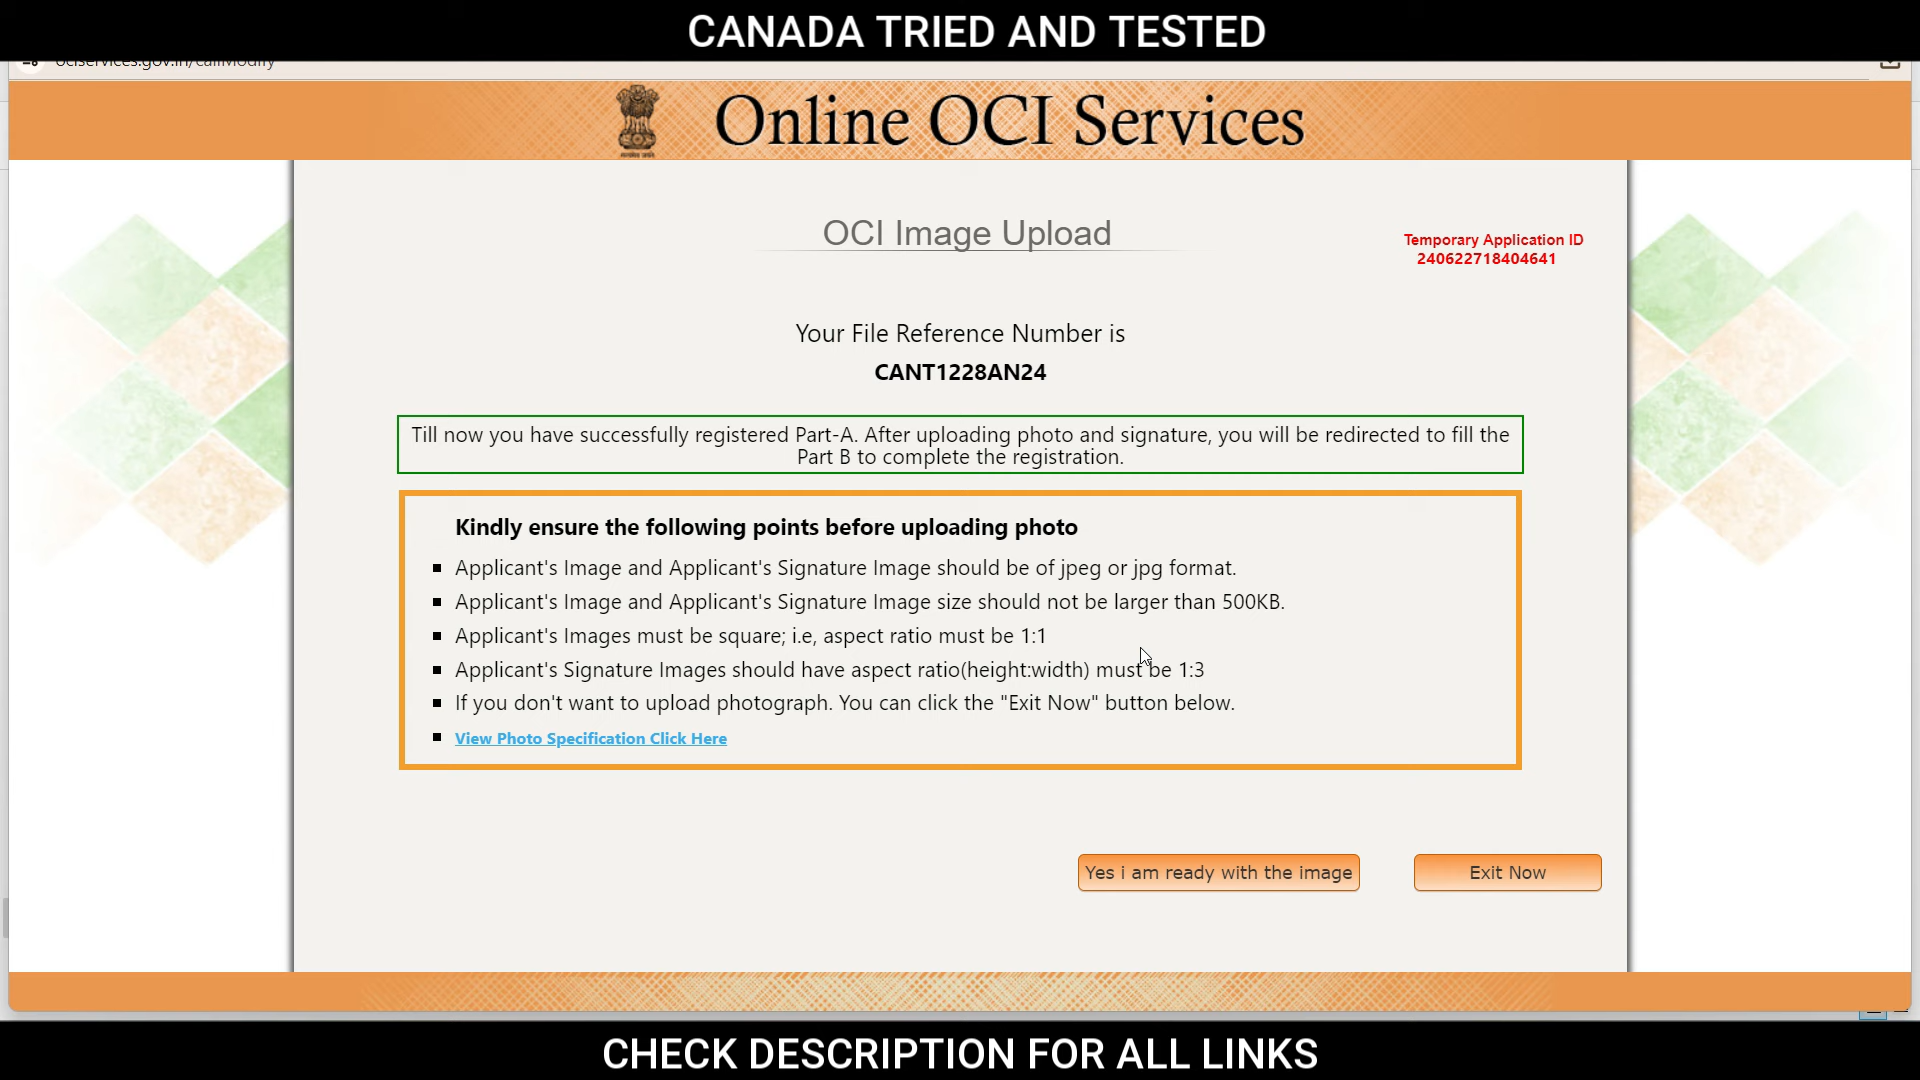 CANADA TRIED AND TESTED
ociservices.gov.in/callModify
Online OCI Services
OCI Image Upload
Temporary Application ID
240622718404641
Your File Reference Number is
CANT1228AN24
Till now you have successfully registered Part-A. After uploading photo and signature, you will be redirected to fill the
Part B to complete the registration.
Kindly ensure the following points before uploading photo
Applicant's Image and Applicant's Signature Image should be of jpeg or jpg format.
Applicant's Image and Applicant's Signature Image size should not be larger than 500KB.
Applicant's Images must be square; i.e, aspect ratio must be 1:1
Applicant's Signature Images should have aspect ratio(height:width) must be 1:3
If you don't want to upload photograph. You can click the "Exit Now" button below.
View Photo Specification Click Here
Yes i am ready with the image
Exit Now
CHECK DESCRIPTION FOR ALL LINKS